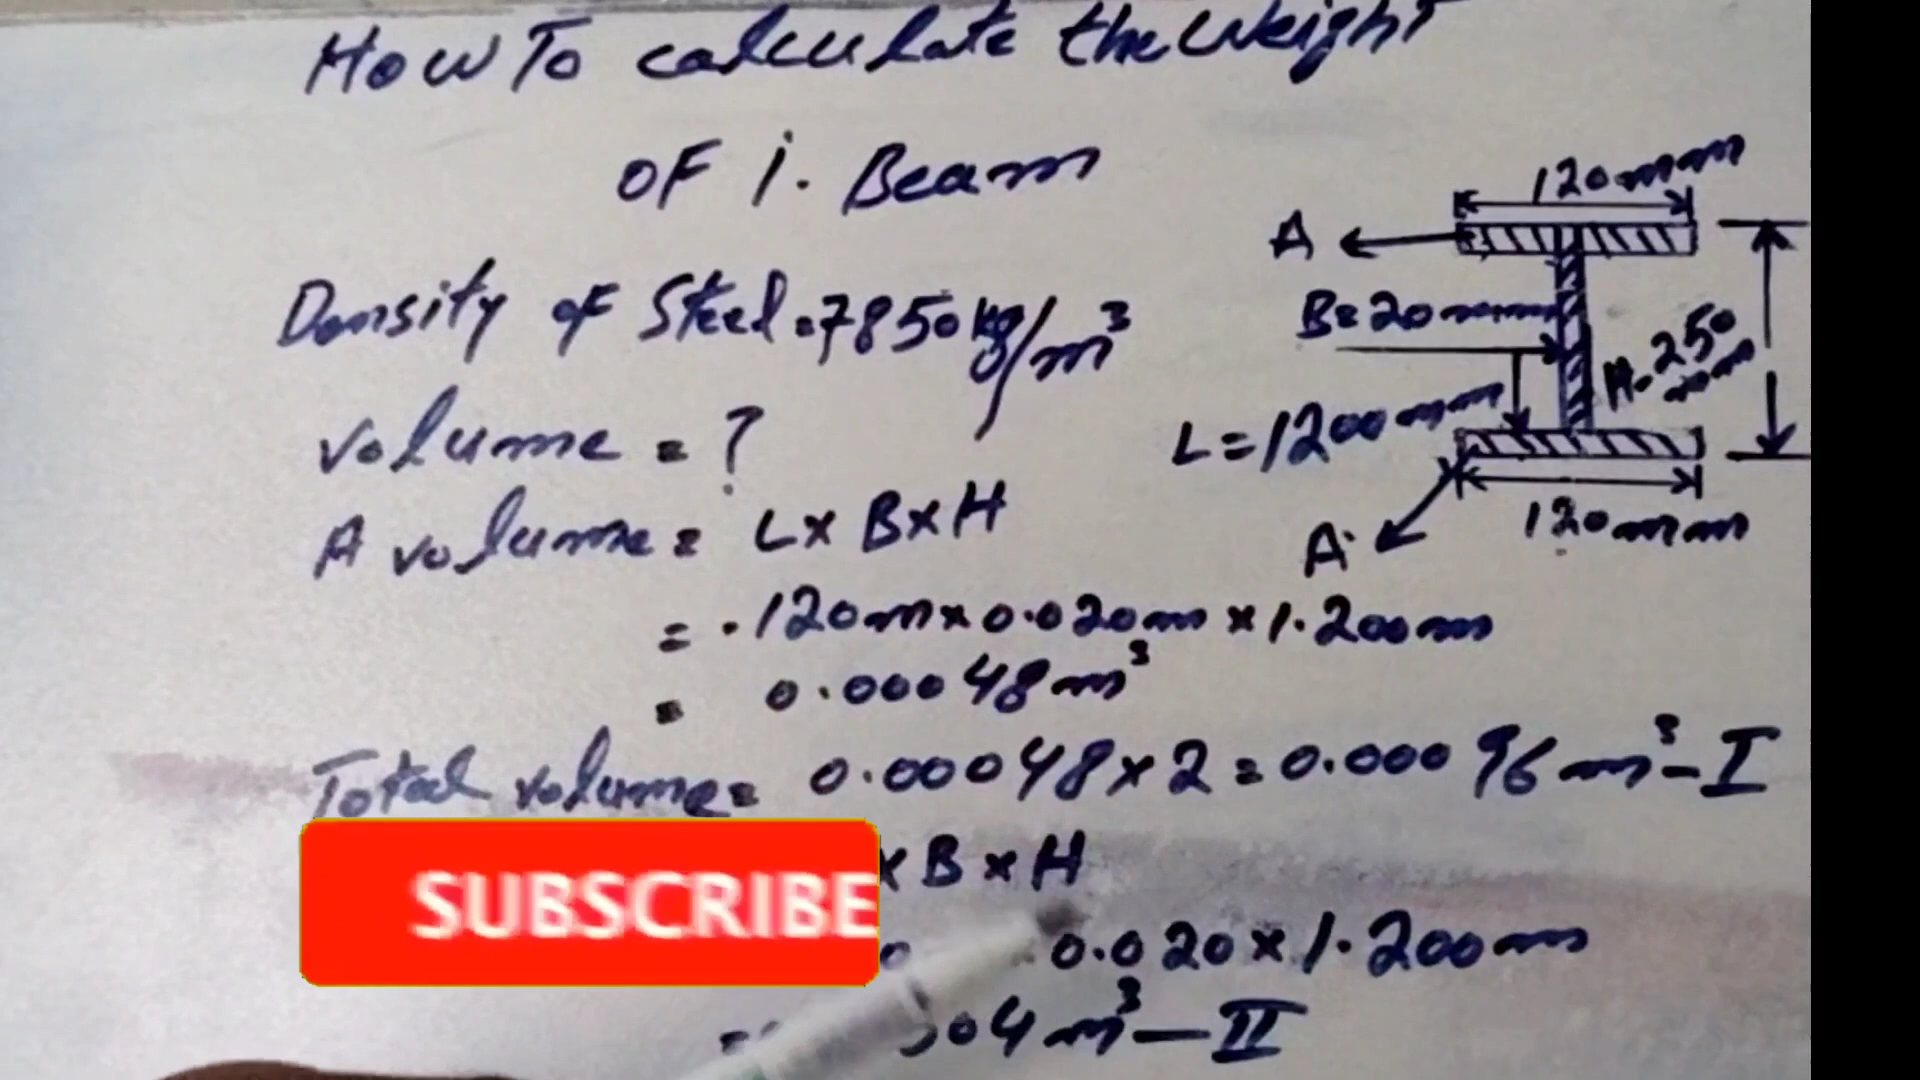 How To calculate the Weight
OF i. Beam
120mm
A
Density of Steel = 7850kg/m³
B=20mm
H=250mm
Volume = ?
L=1200mm
A volume = L x B x H
A
120mm
= .120m x 0.020m x 1.200m
= 0.00048 m³
Total volume = 0.00048 x 2 = 0.00096 m³ - I
SUBSCRIBE
x B x H
0.020 x 1.200m
=
04 m³ - II